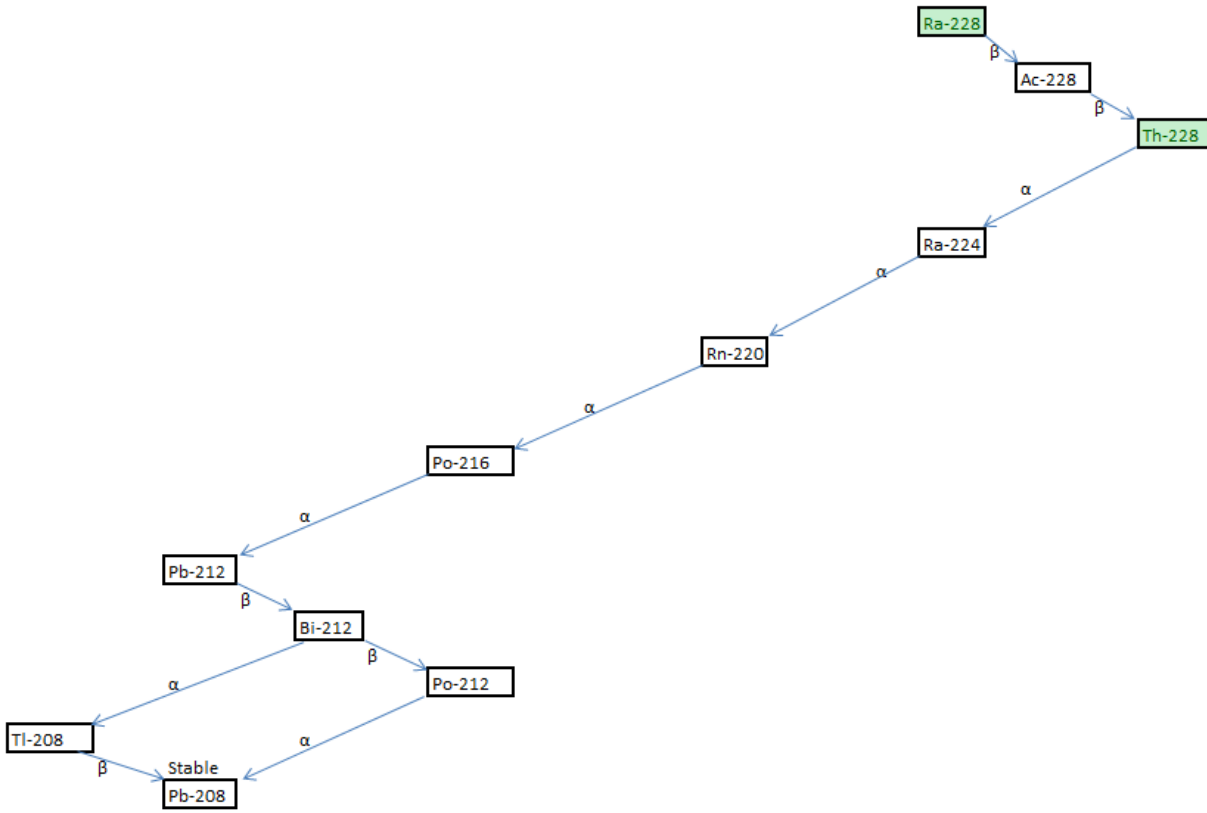 Ra-228
β
Ac-228
β
Th-228
α
Ra-224
α
Rn-220
α
Po-216
α
Pb-212
β
Bi-212
β
Po-212
α
Tl-208
α
β
Stable
Pb-208